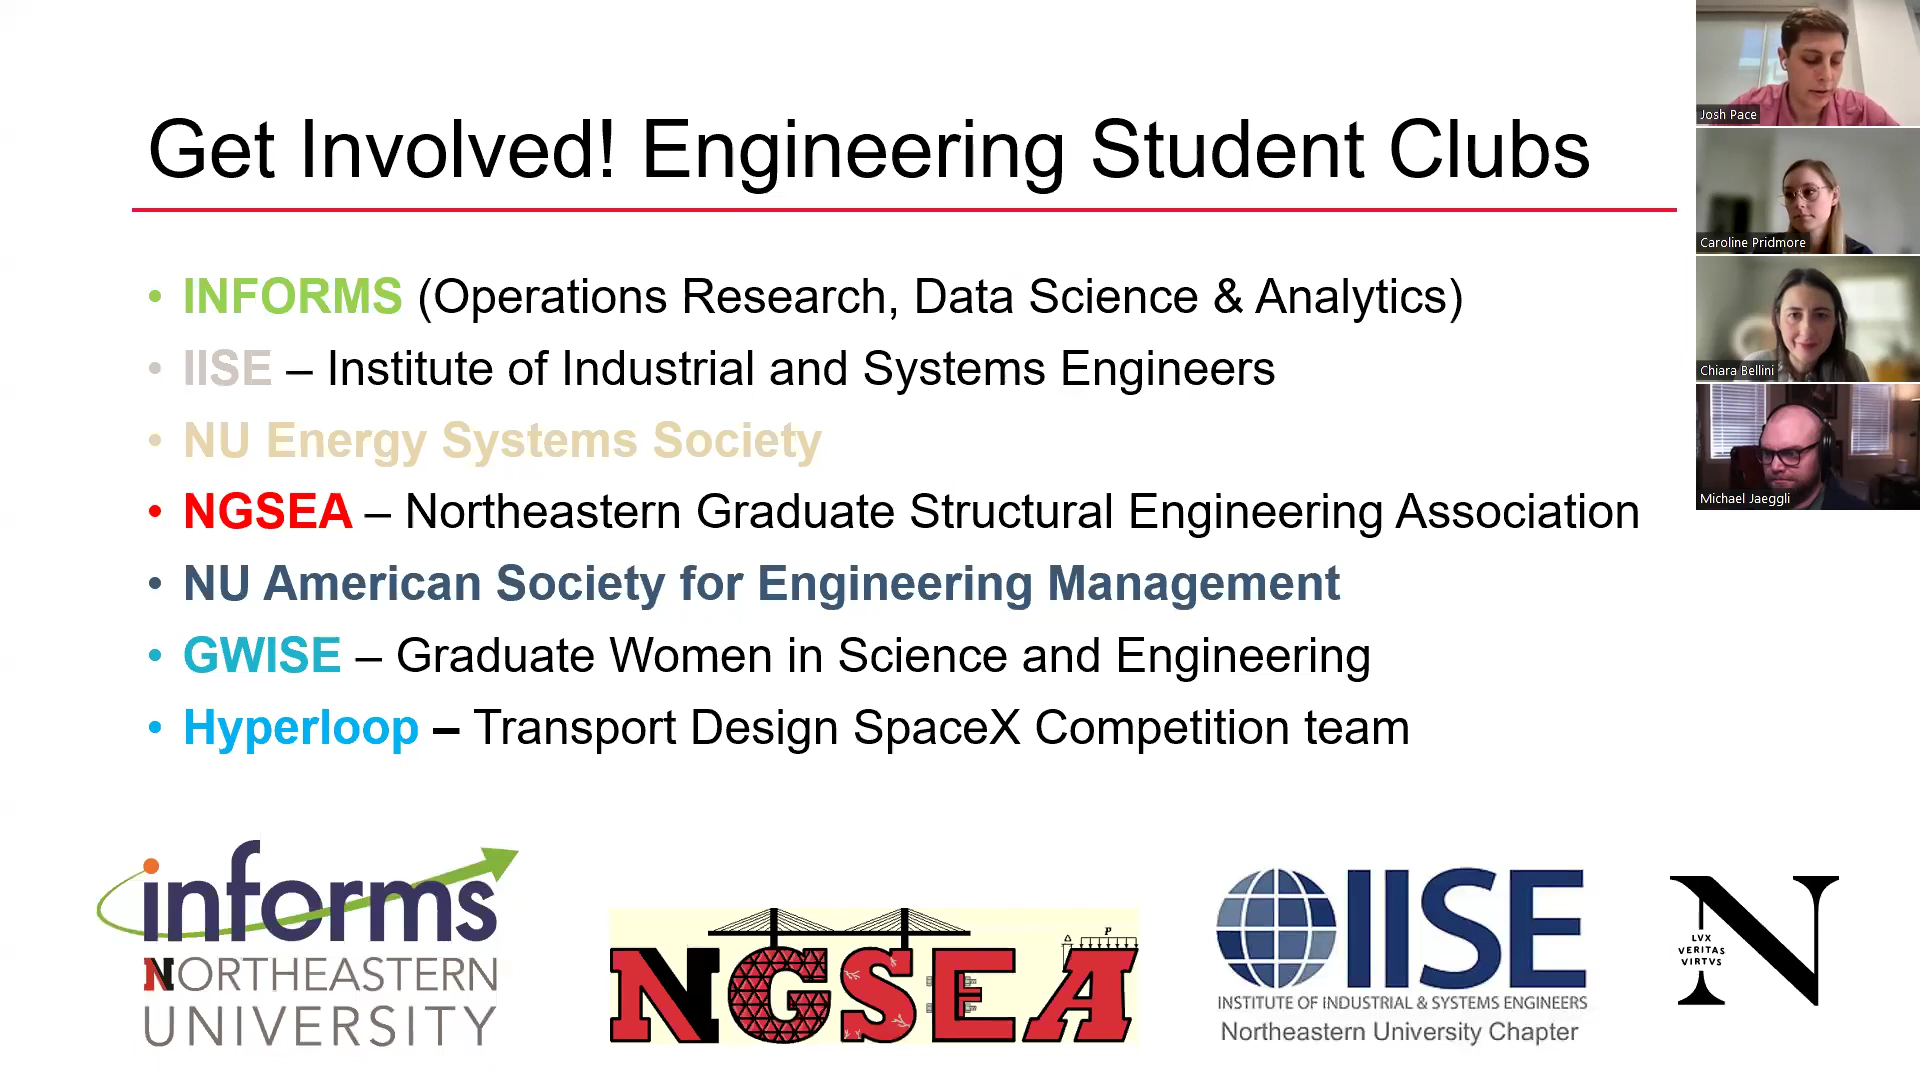 Get Involved! Engineering Student Clubs
• INFORMS (Operations Research, Data Science & Analytics)
• IISE – Institute of Industrial and Systems Engineers
• NU Energy Systems Society
• NGSEA – Northeastern Graduate Structural Engineering Association
• NU American Society for Engineering Management
• GWISE – Graduate Women in Science and Engineering
• Hyperloop – Transport Design SpaceX Competition team
informs
NORTHEASTERN
UNIVERSITY
NGSEA
P
IISE
INSTITUTE OF INDUSTRIAL & SYSTEMS ENGINEERS
Northeastern University Chapter
N
LVX
VERITAS
VIRTVS
Josh Pace
Caroline Pridmore
Chiara Bellini
Michael Jaeggli